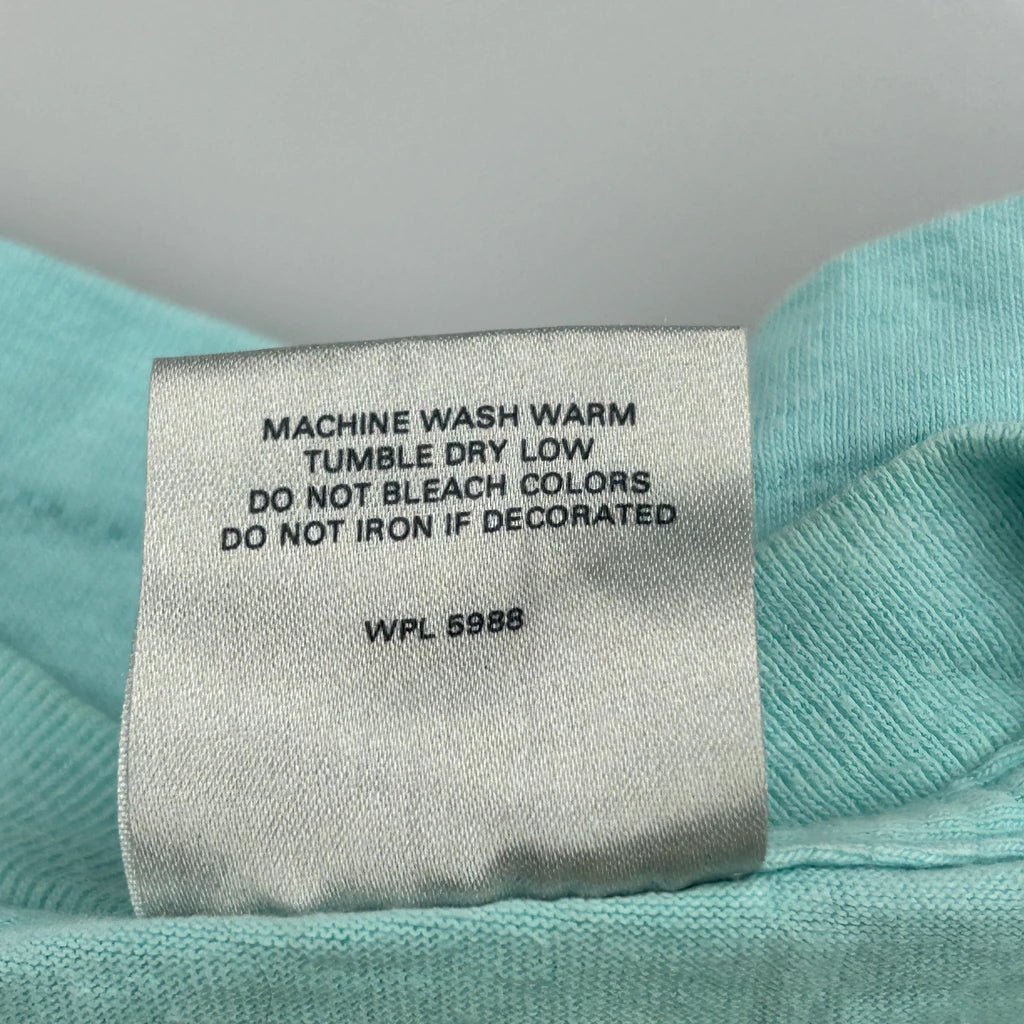 MACHINE WASH WARM
TUMBLE DRY LOW
DO NOT BLEACH COLORS
DO NOT IRON IF DECORATED
WPL 5988